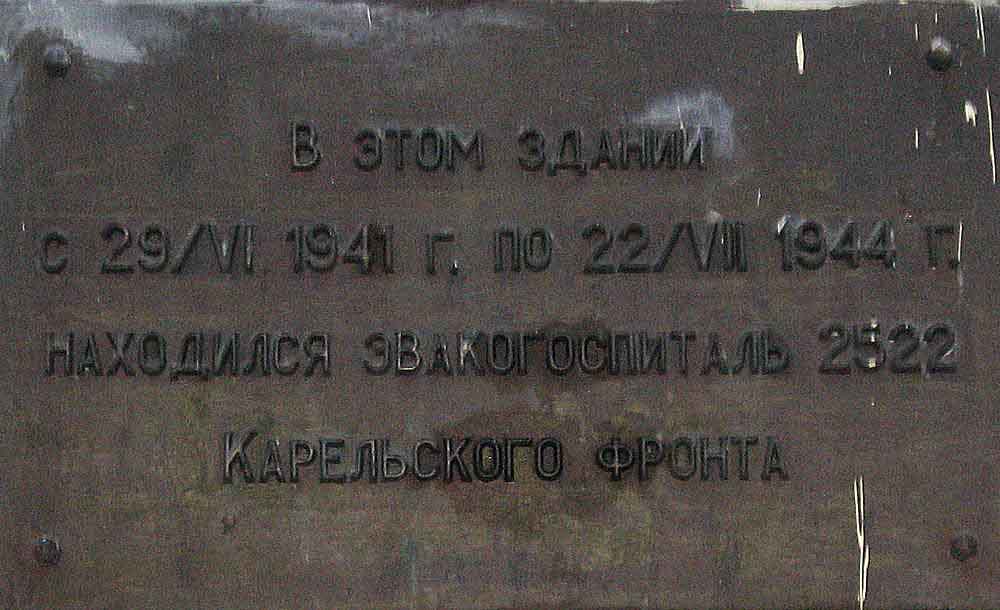 В этом здании
с 29/VI 1941 г. по 22/VII 1944 г.
находился эвакогоспиталь 2522
Карельского фронта